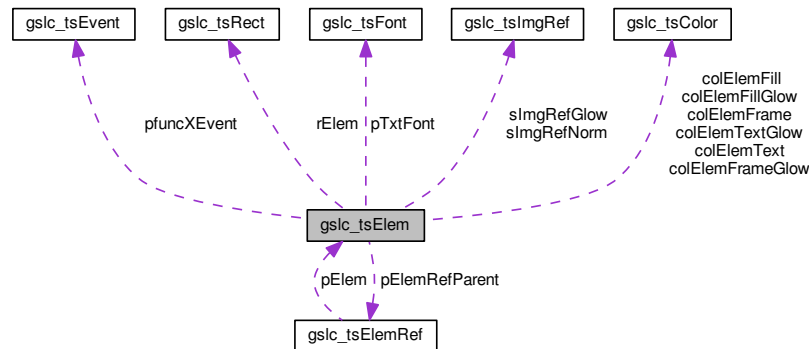 gslc_tsEvent
gslc_tsRect
gslc_tsFont
gslc_tsImgRef
gslc_tsColor
pfuncXEvent
rElem
pTxtFont
sImgRefGlow
sImgRefNorm
colElemFill
colElemFillGlow
colElemFrame
colElemTextGlow
colElemText
colElemFrameGlow
gslc_tsElem
pElem
pElemRefParent
gslc_tsElemRef